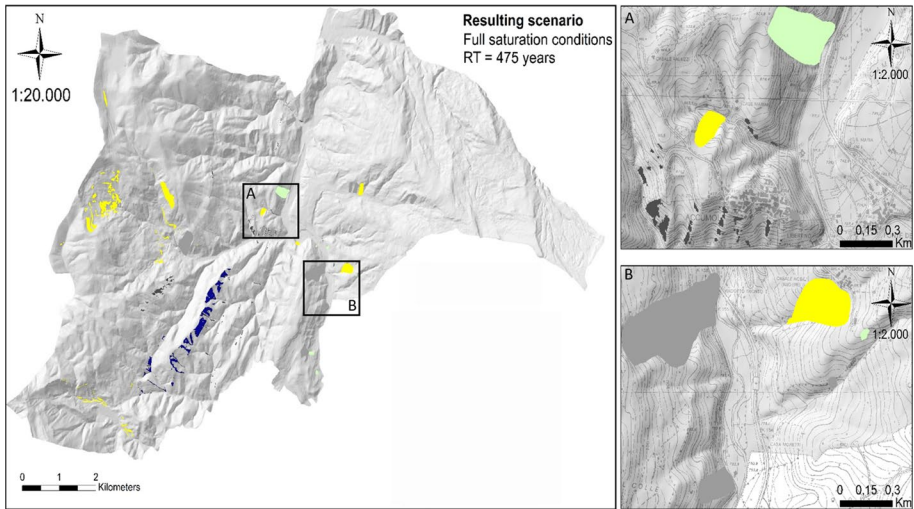 N
1:20.000
Resulting scenario
Full saturation conditions
RT = 475 years
A
B
0 1 2
Kilometers
A
N
1:2.000
0 0.15 0.3
Km
B
N
1:2.000
0 0.15 0.3
Km